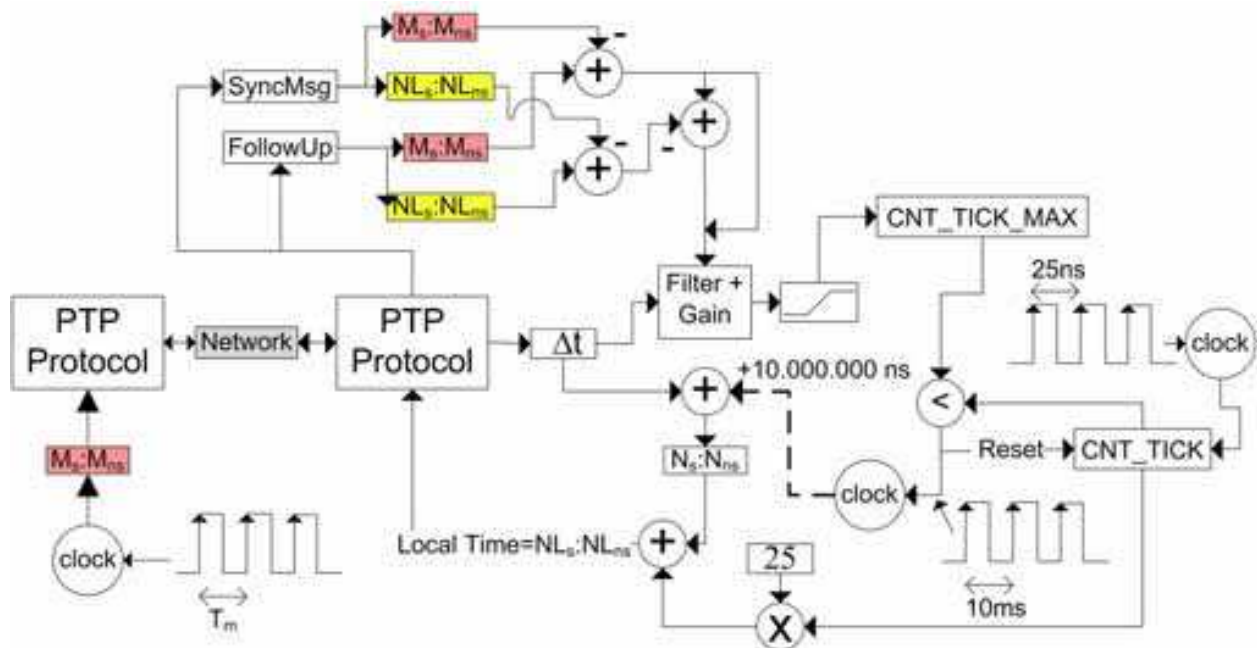 Ms:Mns
-
+
SyncMsg
NLs:NLns
+
FollowUp
Ms:Mns
-
+
-
NLs:NLns
CNT_TICK_MAX
25ns
Filter +
Gain
PTP
Protocol
Network
PTP
Protocol
Δt
clock
+10.000.000 ns
+
<
Ms:Mns
Ns:Nns
Reset
CNT_TICK
clock
clock
Local Time=NLs:NLns
+
25
10ms
Tm
X